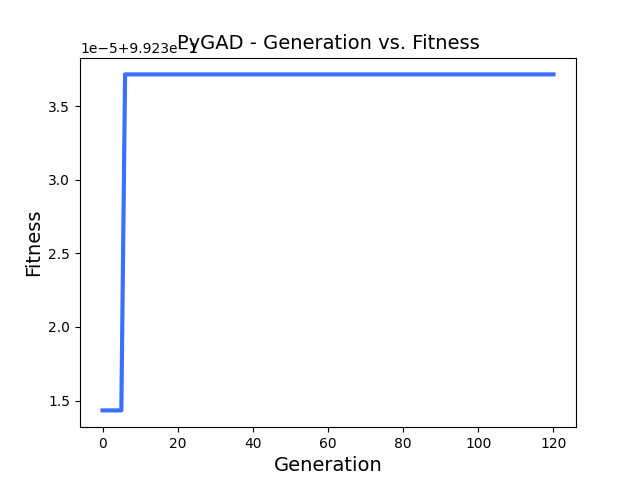 PyGAD - Generation vs. Fitness
1e−5+9.923e−1
3.5
3.0
2.5
2.0
1.5
Fitness
0 20 40 60 80 100 120
Generation